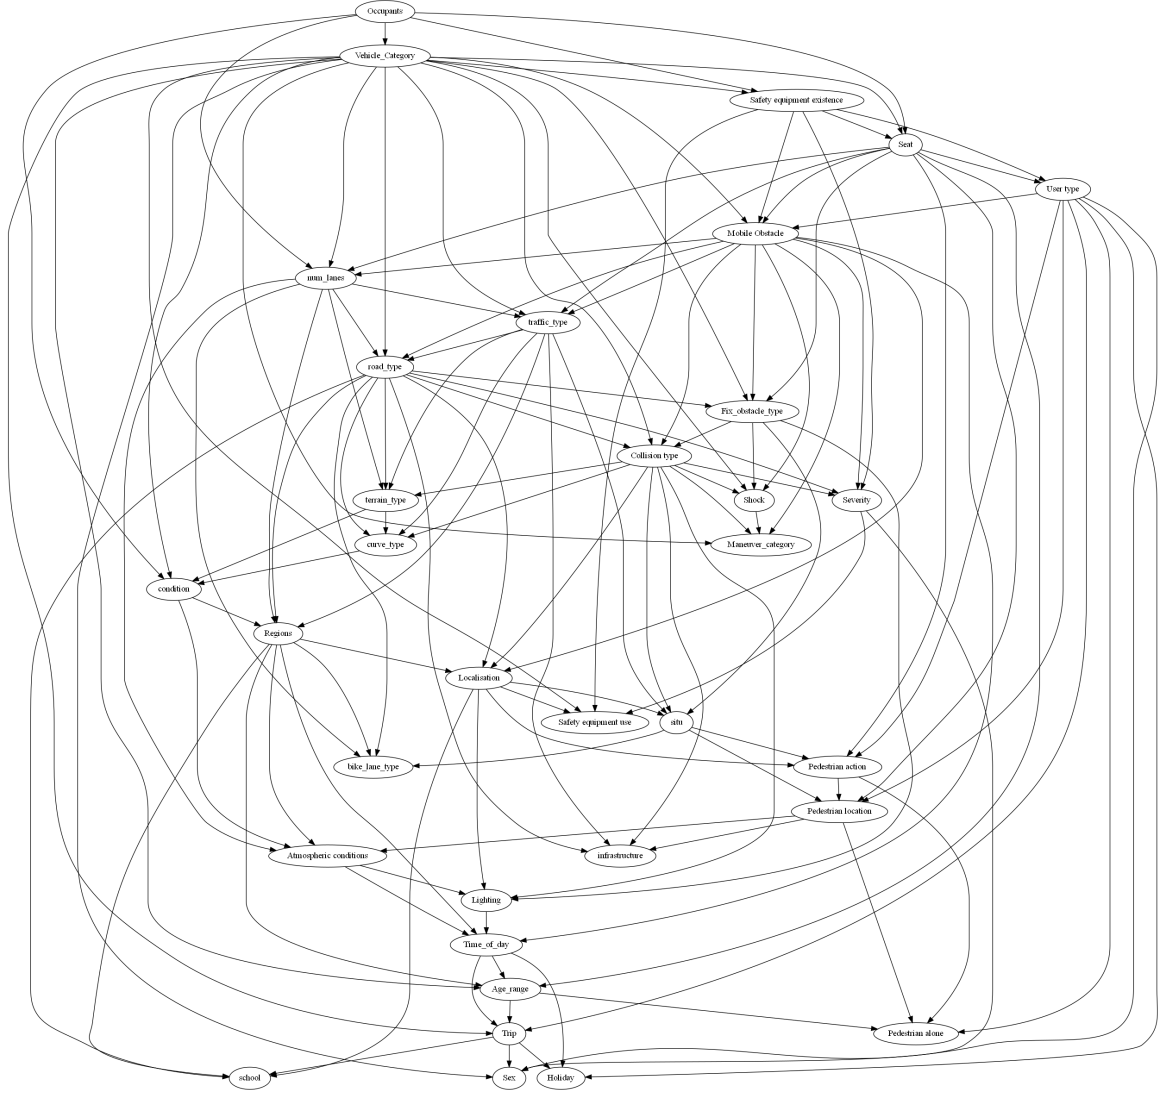 Occupants
Vehicle_Category
Safety equipment existence
Seat
User type
Mobile Obstacle
num_lanes
traffic_type
road_type
Fix_obstacle_type
Collision type
terrain_type
Shock
Severity
curve_type
Maneuver_category
condition
Regions
Localisation
Safety equipment use
situ
bike_lane_type
Pedestrian action
Pedestrian location
Atmospheric conditions
infrastructure
Lighting
Time_of_day
Age_range
Trip
Pedestrian alone
school
Sex
Holiday